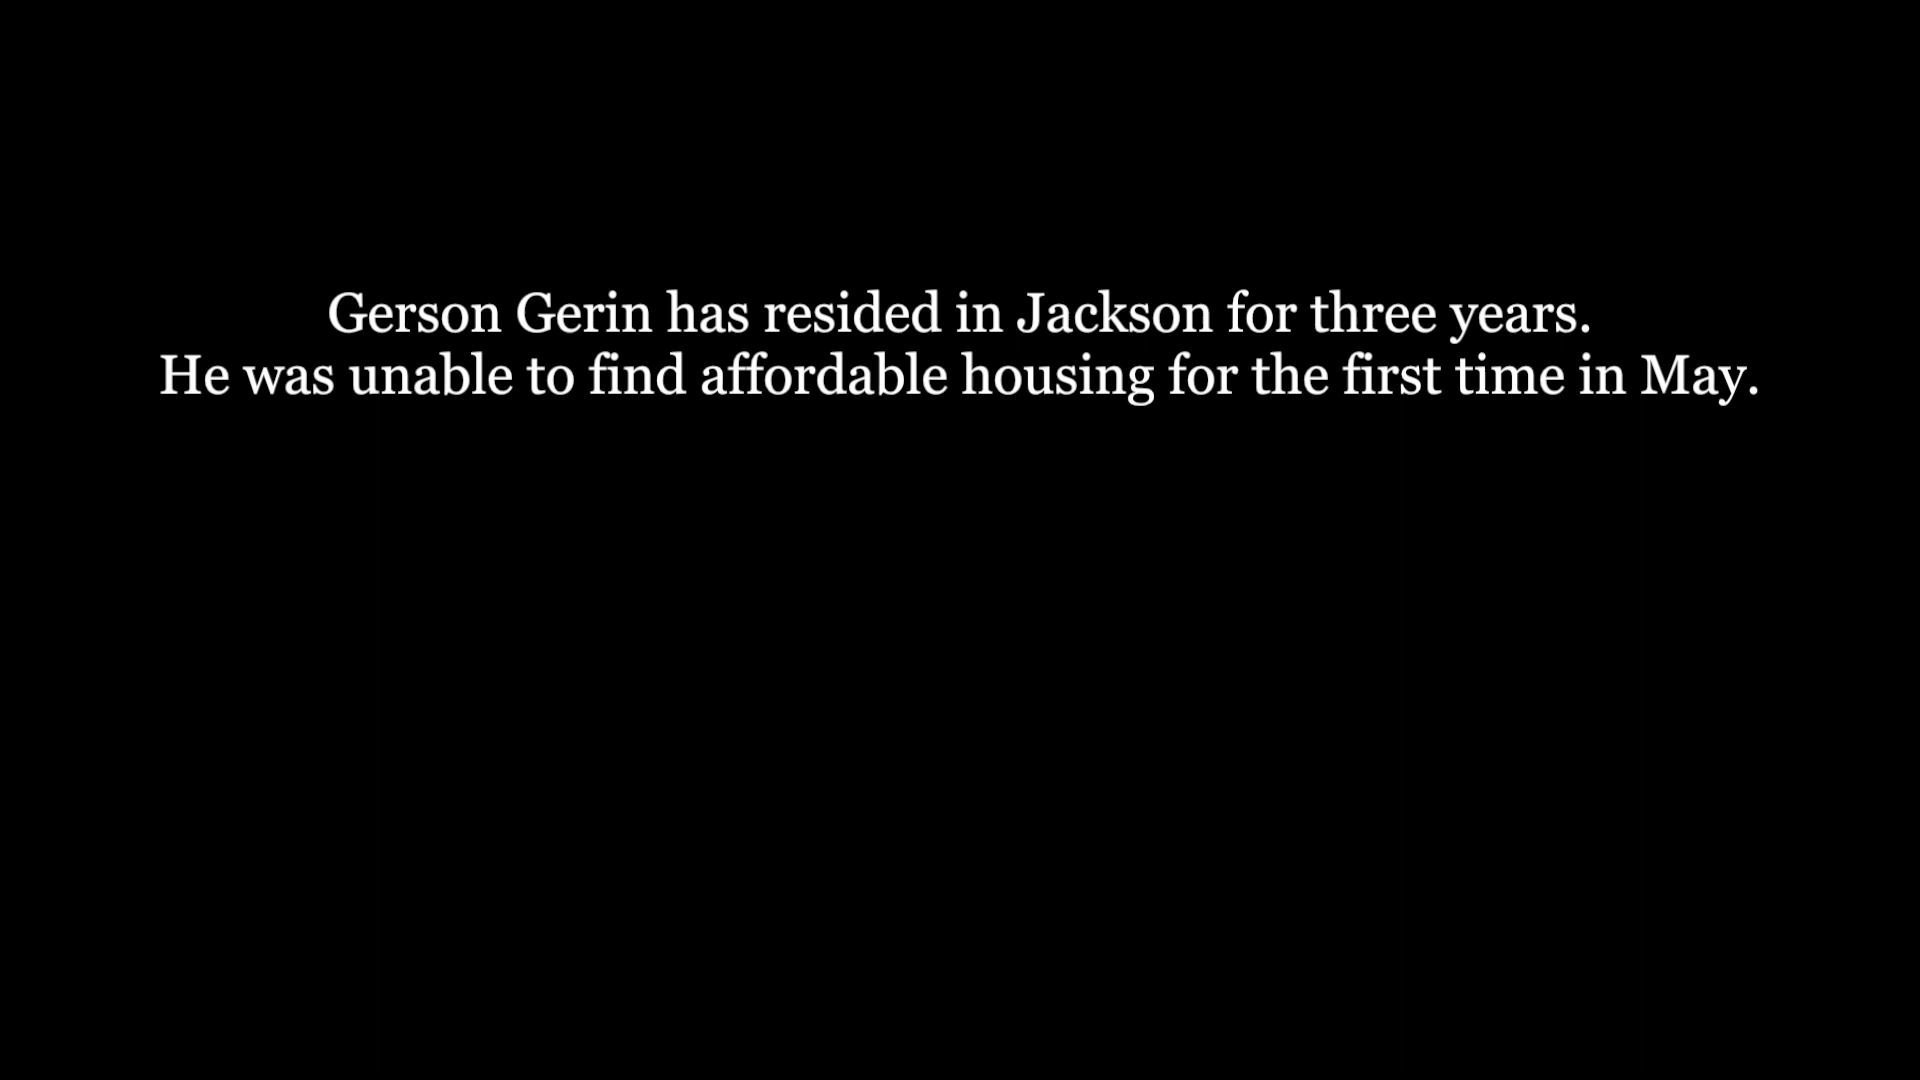 Gerson Gerin has resided in Jackson for three years.
He was unable to find affordable housing for the first time in May.